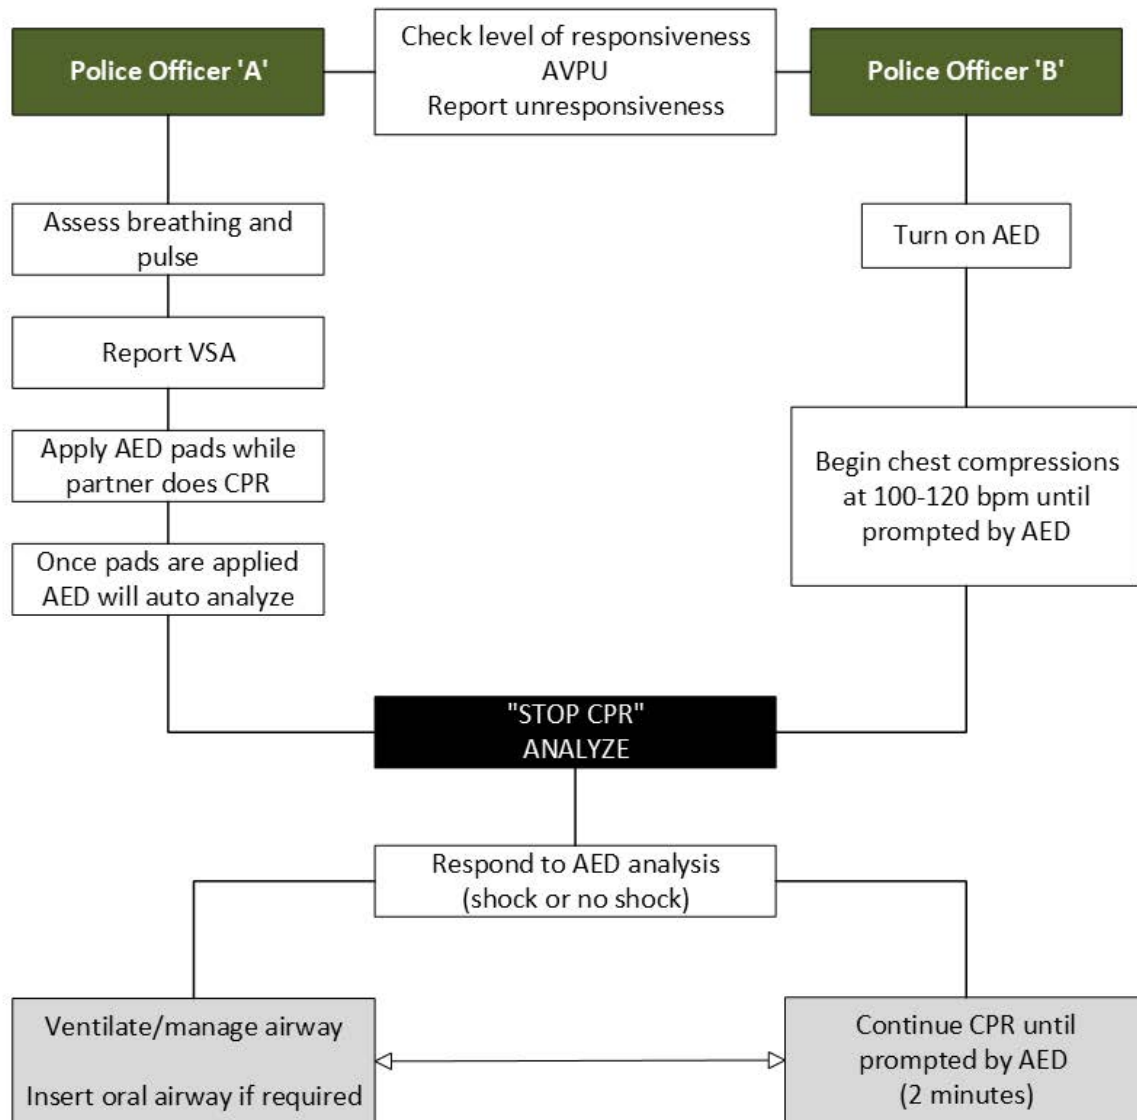 Police Officer 'A'
Check level of responsiveness
AVPU
Report unresponsiveness
Police Officer 'B'
Assess breathing and
pulse
Turn on AED
Report VSA
Apply AED pads while
partner does CPR
Begin chest compressions
at 100-120 bpm until
prompted by AED
Once pads are applied
AED will auto analyze
"STOP CPR"
ANALYZE
Respond to AED analysis
(shock or no shock)
Ventilate/manage airway
Insert oral airway if required
Continue CPR until
prompted by AED
(2 minutes)